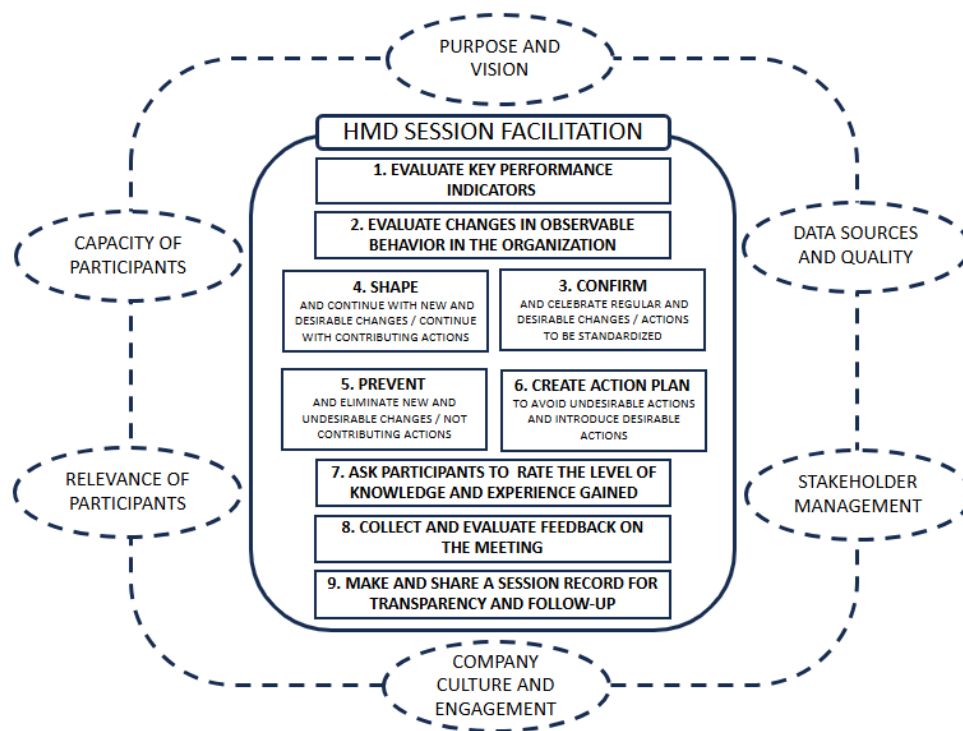 PURPOSE AND
VISION
HMD SESSION FACILITATION
1. EVALUATE KEY PERFORMANCE
INDICATORS
2. EVALUATE CHANGES IN OBSERVABLE
BEHAVIOR IN THE ORGANIZATION
CAPACITY OF
PARTICIPANTS
DATA SOURCES
AND QUALITY
4. SHAPE
AND CONTINUE WITH NEW AND
DESIRABLE CHANGES / CONTINUE
WITH CONTRIBUTING ACTIONS
3. CONFIRM
AND CELEBRATE REGULAR AND
DESIRABLE CHANGES / ACTIONS
TO BE STANDARDIZED
5. PREVENT
AND ELIMINATE NEW AND
UNDESIRABLE CHANGES / NOT
CONTRIBUTING ACTIONS
6. CREATE ACTION PLAN
TO AVOID UNDESIRABLE ACTIONS
AND INTRODUCE DESIRABLE
ACTIONS
RELEVANCE OF
PARTICIPANTS
STAKEHOLDER
MANAGEMENT
7. ASK PARTICIPANTS TO RATE THE LEVEL OF
KNOWLEDGE AND EXPERIENCE GAINED
8. COLLECT AND EVALUATE FEEDBACK ON
THE MEETING
9. MAKE AND SHARE A SESSION RECORD FOR
TRANSPARENCY AND FOLLOW-UP
COMPANY
CULTURE AND
ENGAGEMENT